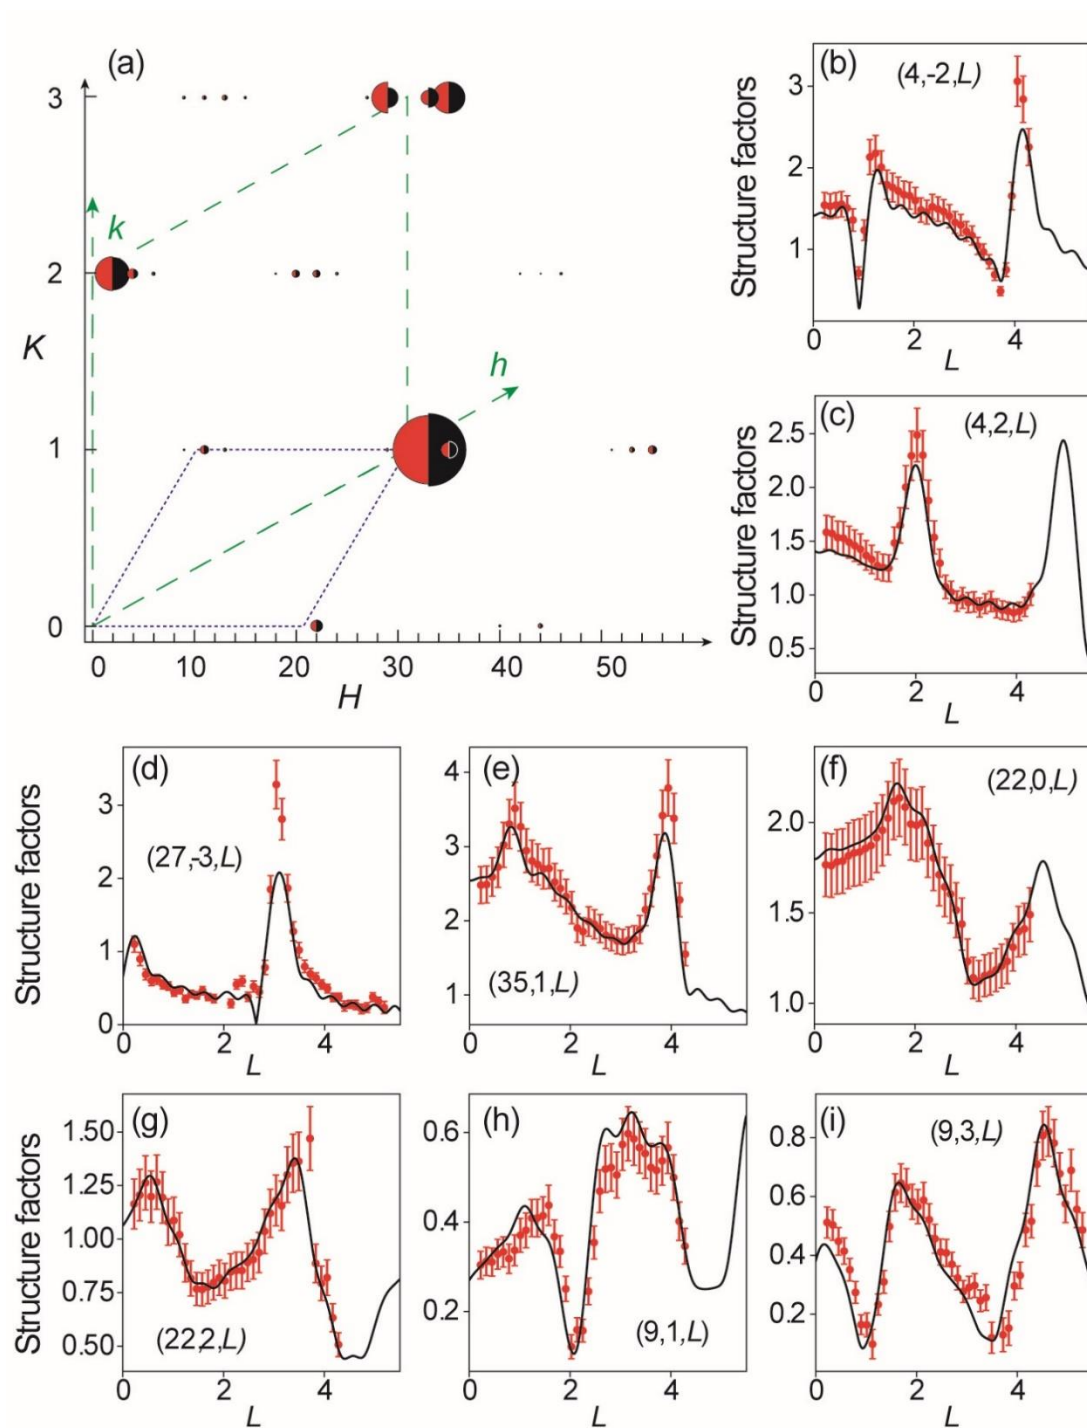 (a)
3
2
K
1
0
k
h
0 10 20 30 40 50
H
(b)
(4,-2,L)
Structure factors
3
2
1
0 2 4
L
(c)
(4,2,L)
Structure factors
2.5
2.0
1.5
1.0
0.5
0 2 4
L
(d)
(27,-3,L)
Structure factors
3
2
1
0
0 2 4
L
(e)
(35,1,L)
4
3
2
1
0 2 4
L
(f)
(22,0,L)
2.0
1.5
1.0
0 2 4
L
(g)
(22,2,L)
Structure factors
1.50
1.25
1.00
0.75
0.50
0 2 4
L
(h)
(9,1,L)
0.6
0.4
0.2
0 2 4
L
(i)
(9,3,L)
0.8
0.6
0.4
0.2
0 2 4
L